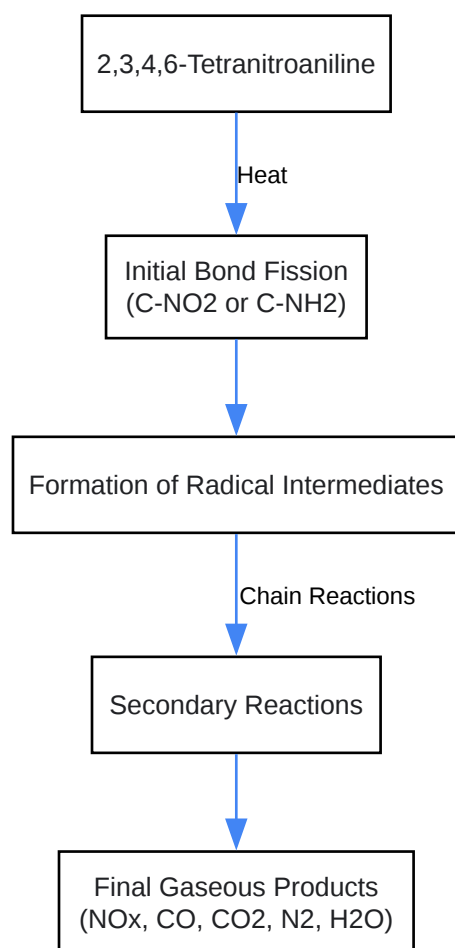 2,3,4,6-Tetranitroaniline
Heat
Initial Bond Fission
(C-NO2 or C-NH2)
Formation of Radical Intermediates
Chain Reactions
Secondary Reactions
Final Gaseous Products
(NOx, CO, CO2, N2, H2O)